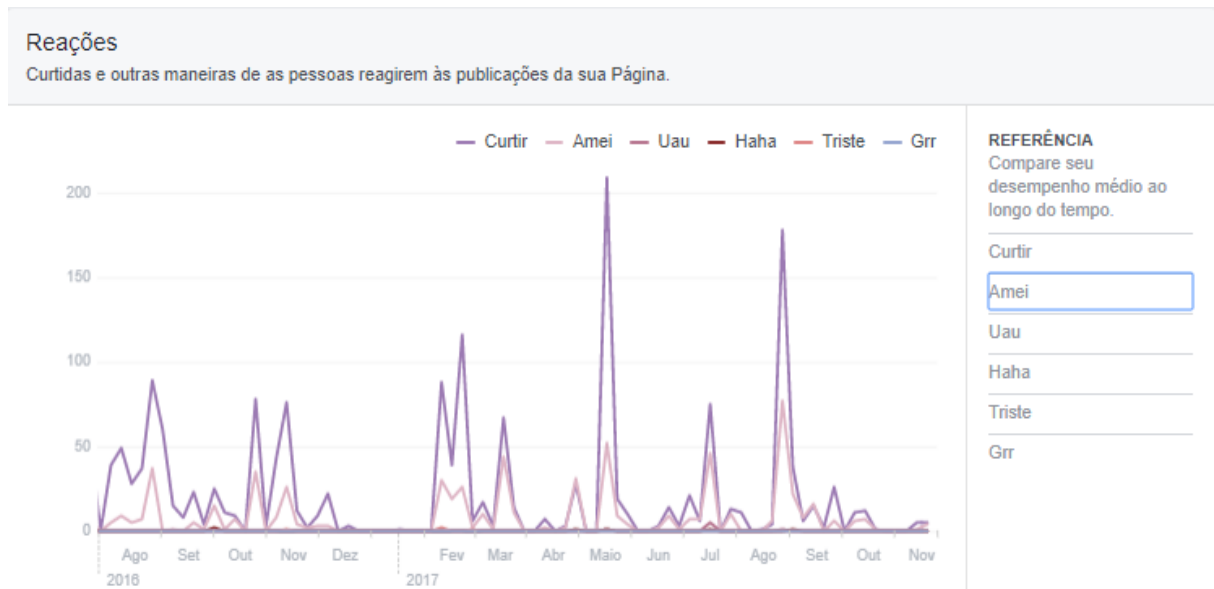 Reações
Curtidas e outras maneiras de as pessoas reagirem às publicações da sua Página.
Curtir Amei Uau Haha Triste Grr
200
150
100
50
0
Ago Set Out Nov Dez Fev Mar Abr Maio Jun Jul Ago Set Out Nov
2016 2017
REFERÊNCIA
Compare seu
desempenho médio ao
longo do tempo.
Curtir
Amei
Uau
Haha
Triste
Grr